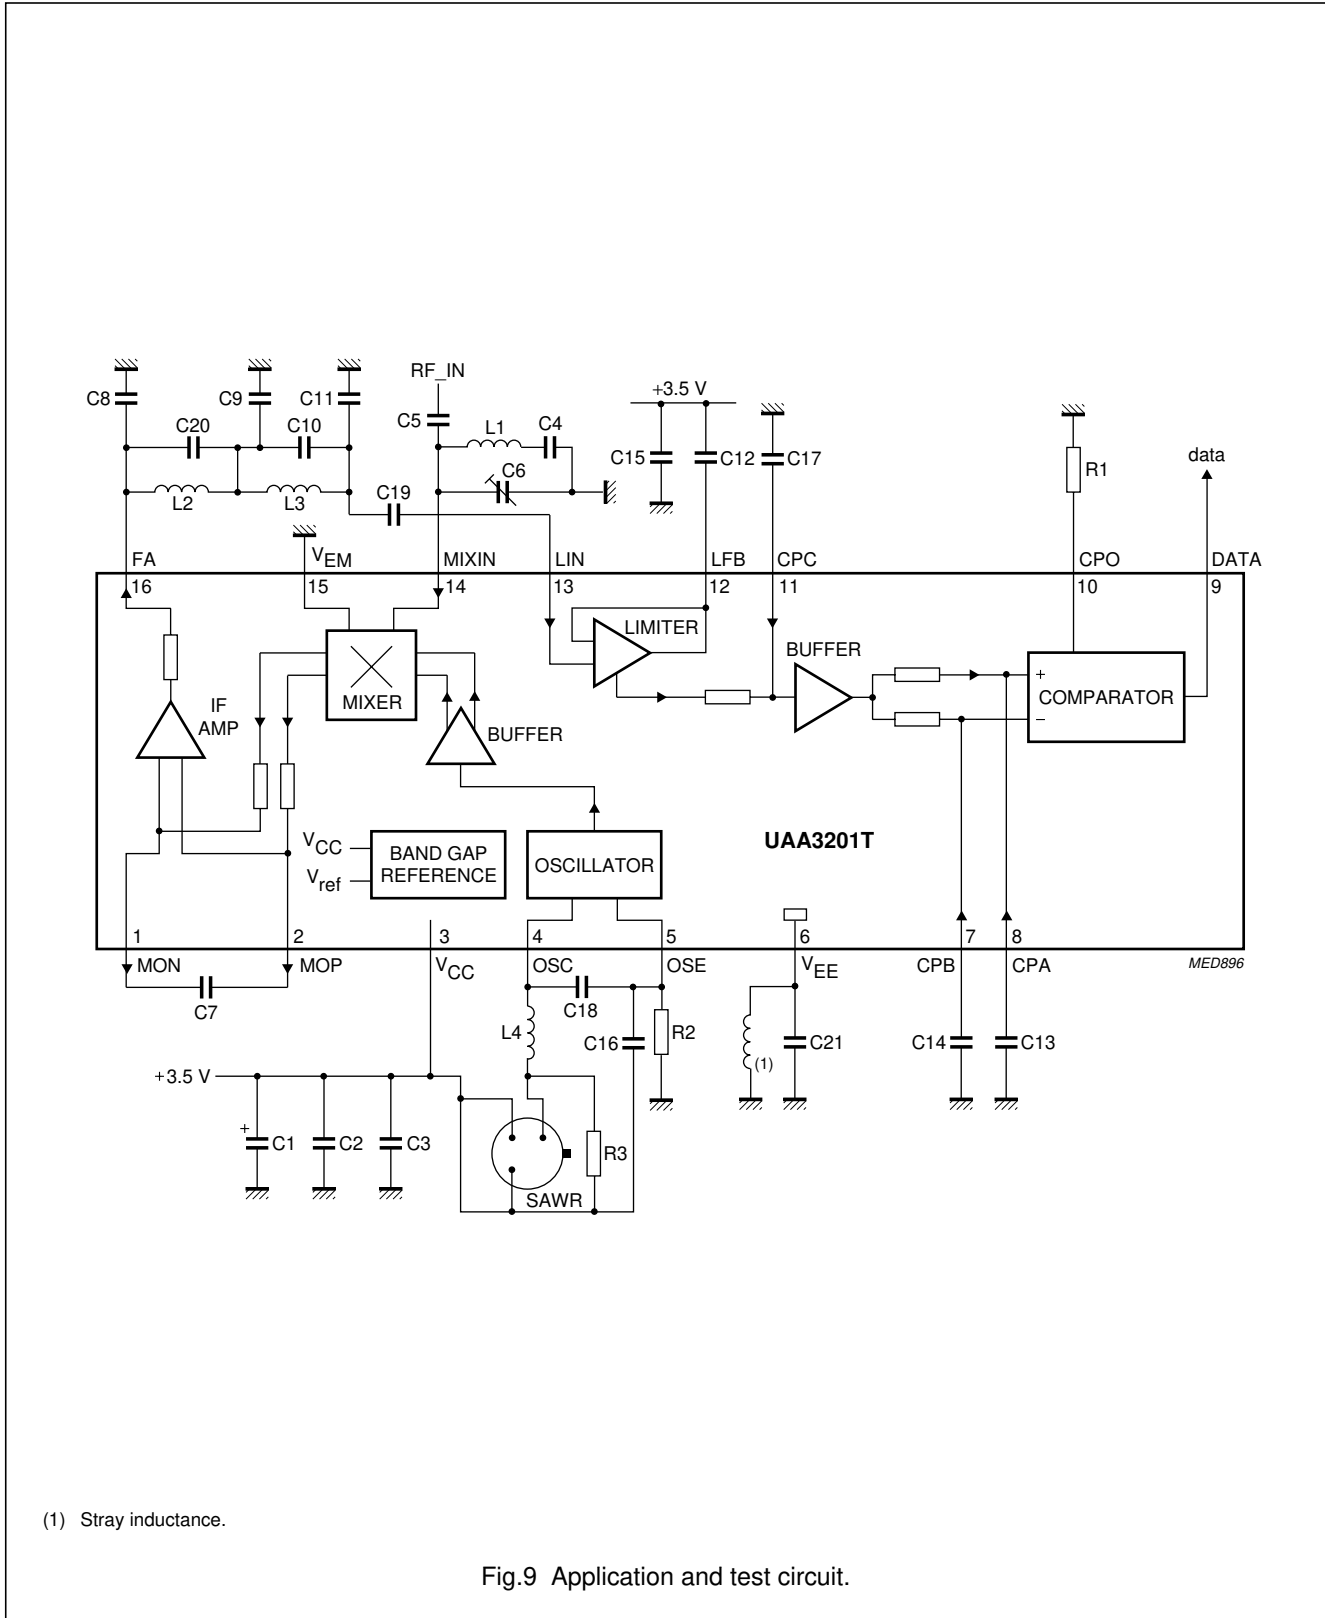 RF_IN
+3.5 V
C8
C9
C11
C20
C10
C5
L1
C4
C15
C12
C17
R1
data
C6
L2
L3
C19
FA
VEM
MIXIN
LIN
LFB
CPC
CPO
DATA
16
15
14
13
12
11
10
9
LIMITER
BUFFER
MIXER
COMPARATOR
+
−
IF
AMP
BUFFER
UAA3201T
VCC
Vref
BAND GAP
REFERENCE
OSCILLATOR
1
2
3
4
5
6
7
8
MON
MOP
VCC
OSC
OSE
VEE
CPB
CPA
MED896
C7
C18
L4
C16
R2
(1)
C21
C14
C13
+3.5 V
+
C1
C2
C3
R3
SAWR
(1) Stray inductance.
Fig.9 Application and test circuit.